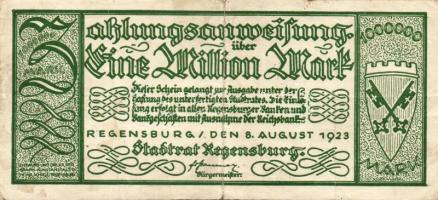 Zahlungsanweisung
über
Eine Million Mark
Dieser Schein gelangt zur Ausgabe unter der
Haftung des unterfertigten Stadtrates. Die Einlö-
sung erfolgt in allen Regensburger Banken und
Bankgeschäften mit Ausnahme der Reichsbank.
REGENSBURG, DEN 8. AUGUST 1923
Stadtrat Regensburg.
Bürgermeister.
1000000
MARK